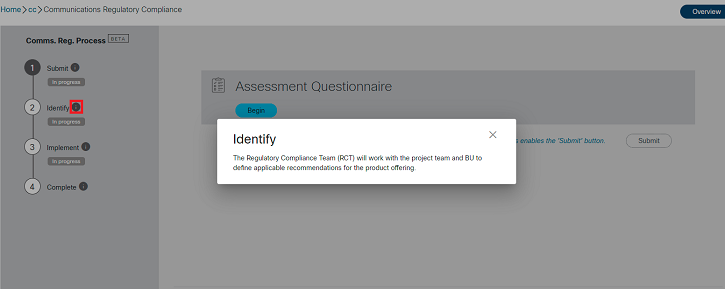 Home > cc > Communications Regulatory Compliance
Overview
Comms. Reg. Process BETA
1 Submit i
In progress
2 Identify i
In progress
3 Implement i
In progress
4 Complete i
Assessment Questionnaire
Begin
enables the 'Submit' button.
Submit
Identify
The Regulatory Compliance Team (RCT) will work with the project team and BU to
define applicable recommendations for the product offering.